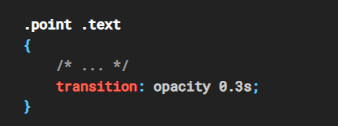 .point .text
{
/* ... */
transition: opacity 0.3s;
}